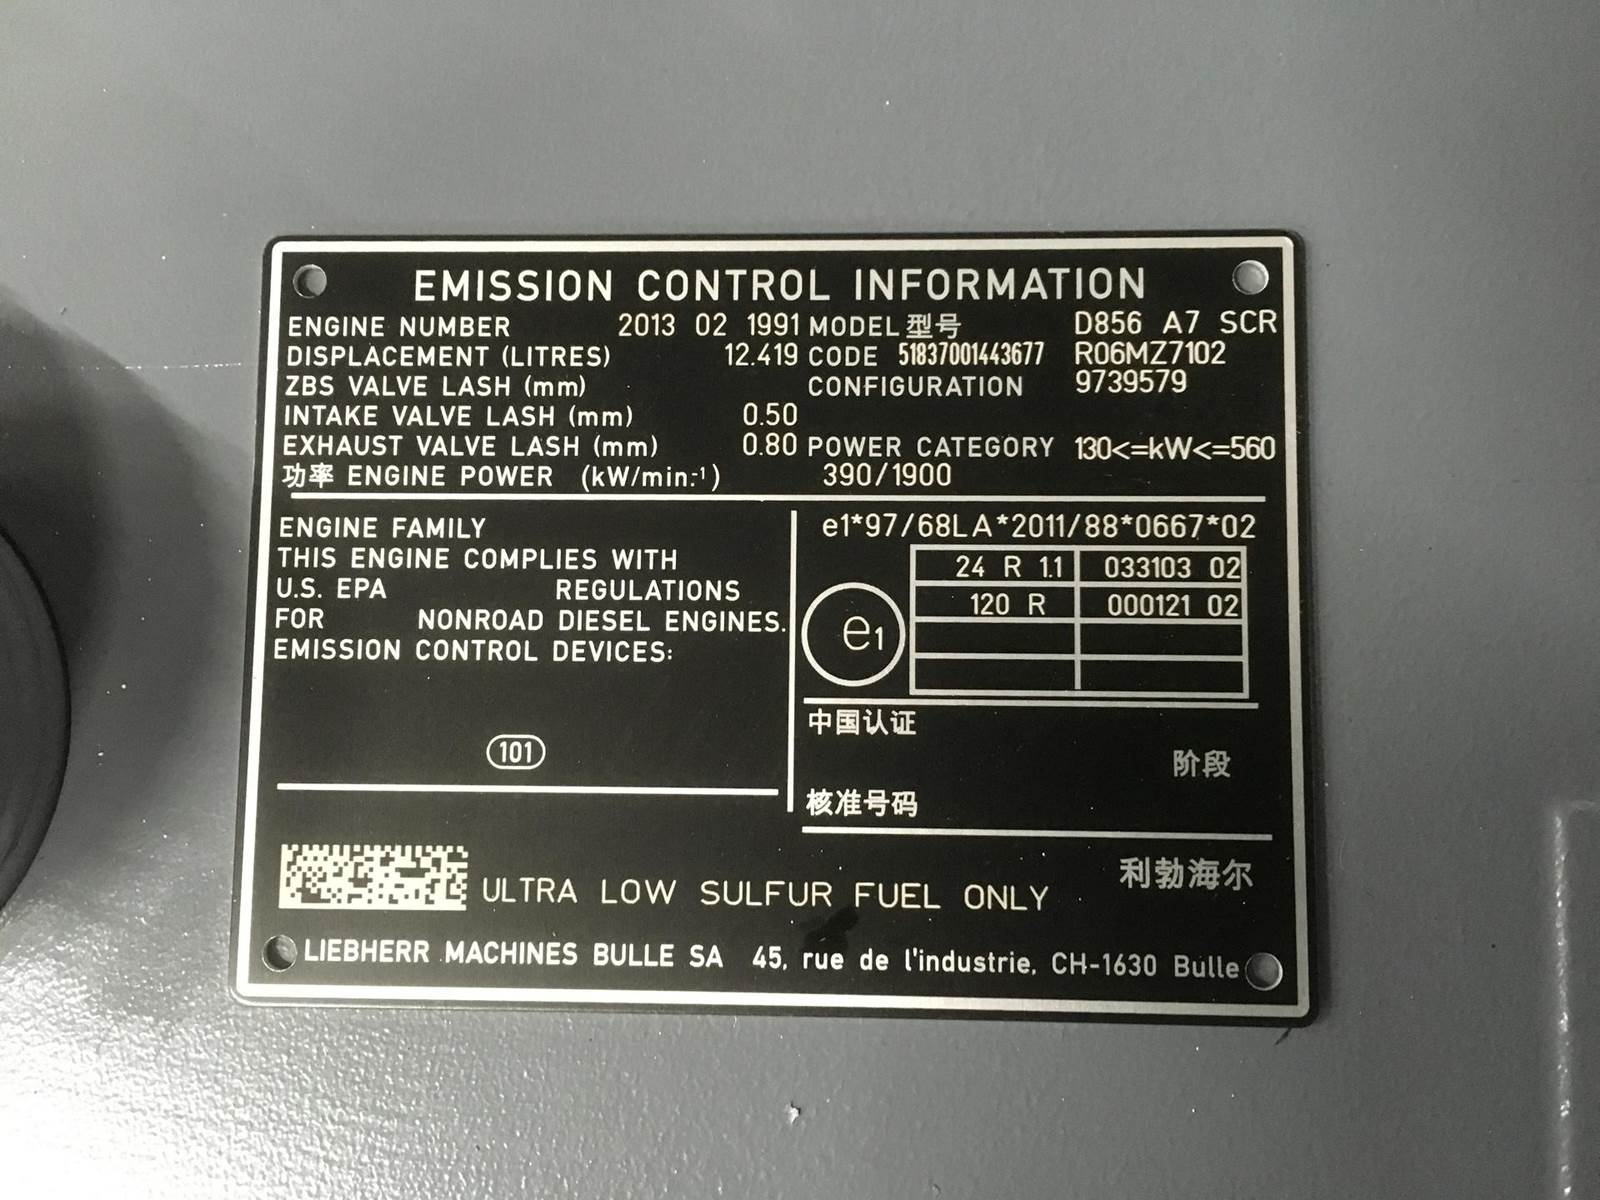 EMISSION CONTROL INFORMATION
ENGINE NUMBER 2013 02 1991 MODEL 型号 D856 A7 SCR
DISPLACEMENT (LITRES) 12.419 CODE 51837001443677 R06MZ7102
ZBS VALVE LASH (mm) CONFIGURATION 9739579
INTAKE VALVE LASH (mm) 0.50
EXHAUST VALVE LASH (mm) 0.80 POWER CATEGORY 130<=kW<=560
功率 ENGINE POWER (kW/min.-¹) 390/1900
ENGINE FAMILY
THIS ENGINE COMPLIES WITH
U.S. EPA REGULATIONS
FOR NONROAD DIESEL ENGINES.
EMISSION CONTROL DEVICES:
101
e1*97/68LA*2011/88*0667*02
24 R 1.1 033103 02
120 R 000121 02
e1
中国认证
阶段
核准号码
利勃海尔
ULTRA LOW SULFUR FUEL ONLY
LIEBHERR MACHINES BULLE SA 45, rue de l'industrie, CH-1630 Bulle